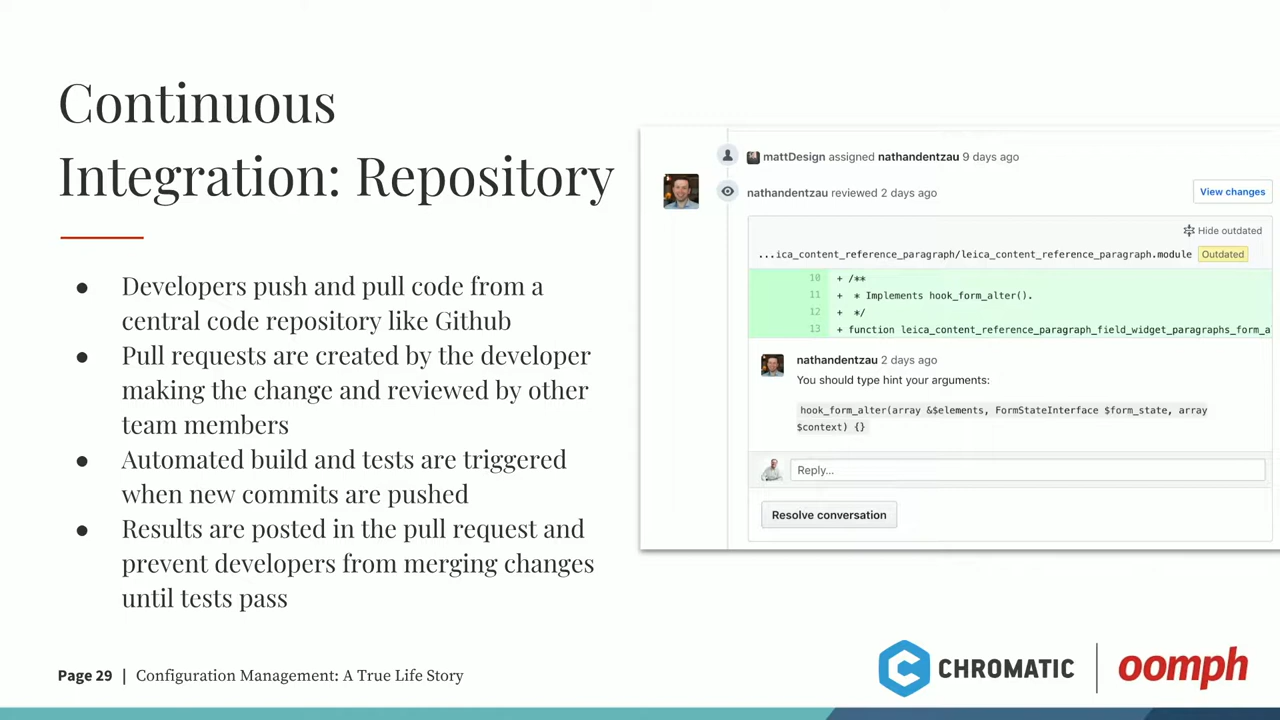 Continuous
Integration: Repository
● Developers push and pull code from a
central code repository like Github
● Pull requests are created by the developer
making the change and reviewed by other
team members
● Automated build and tests are triggered
when new commits are pushed
● Results are posted in the pull request and
prevent developers from merging changes
until tests pass
mattDesign assigned nathandentzau 9 days ago
nathandentzau reviewed 2 days ago
View changes
Hide outdated
...ica_content_reference_paragraph/leica_content_reference_paragraph.module Outdated
10 + /**
11 + * Implements hook_form_alter().
12 + */
13 + function leica_content_reference_paragraph_field_widget_paragraphs_form_a
nathandentzau 2 days ago
You should type hint your arguments:
hook_form_alter(array &$elements, FormStateInterface $form_state, array
$context) {}
Reply...
Resolve conversation
Page 29 | Configuration Management: A True Life Story
CHROMATIC
oomph